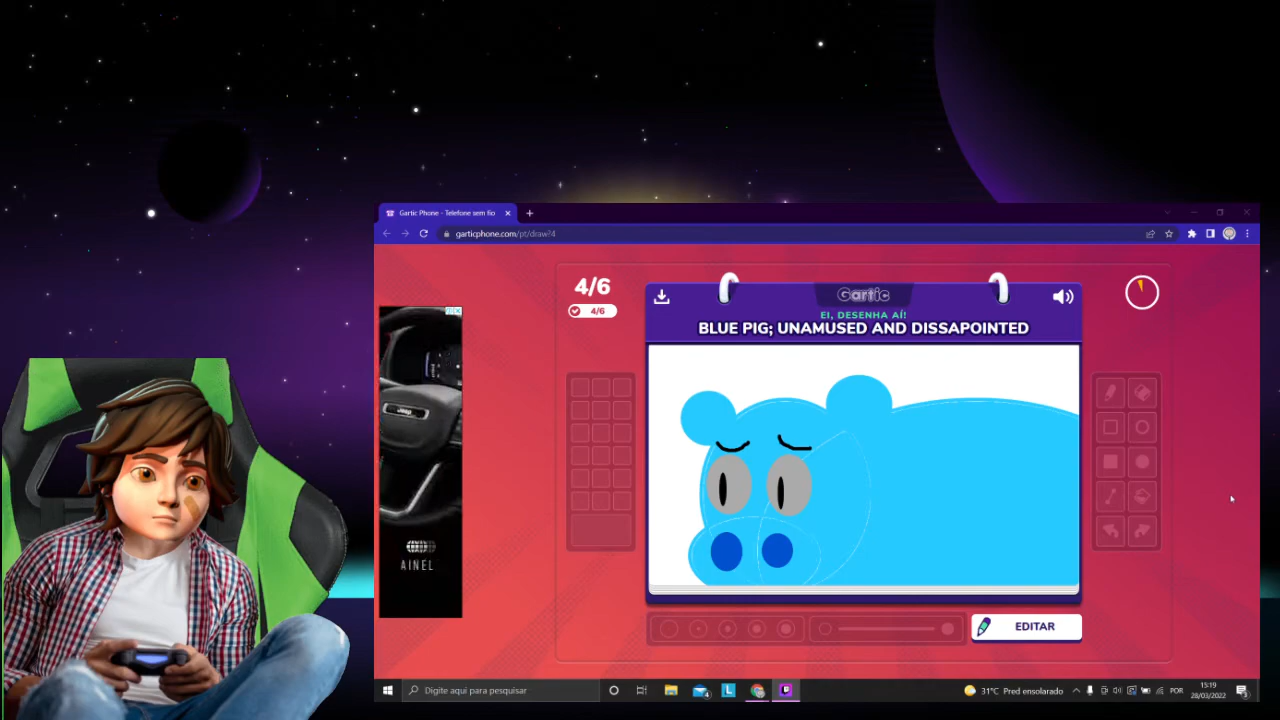 Gartic Phone - Telefone sem fio
garticphone.com/pt/draw?4
4/6
4/6
Gartic
EI, DESENHA AÍ!
BLUE PIG; UNAMUSED AND DISSAPOINTED
Jeep
AINEL
EDITAR
Digite aqui para pesquisar
L
31°C Pred ensolarado
POR
15:19
28/03/2022